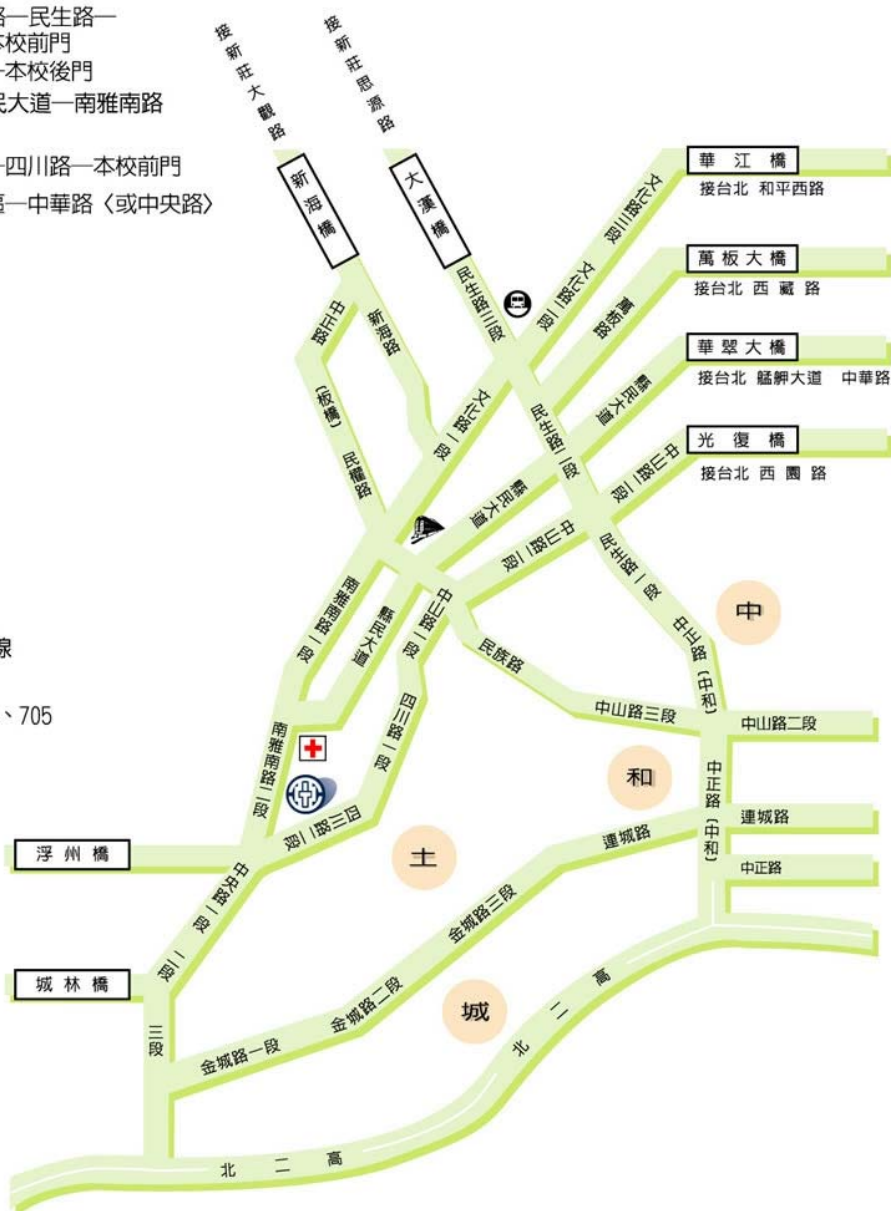 路—民生路—
本校前門
—本校後門
民大道—南雅南路
—四川路—本校前門
區—中華路〈或中央路〉
線
、705
接新莊大觀路
接新莊思源路
新海橋
大漢橋
華江橋
接台北 和平西路
萬板大橋
接台北 西藏路
華翠大橋
接台北 艋舺大道 中華路
光復橋
接台北 西園路
文化路三段
文化路二段
文化路一段
民生路三段
民生路二段
民生路一段
萬板路
縣民大道
縣民大道
縣民大道
中山路二段
中山路二段
中山路一段
中正路
新海路
(板橋)
民權路
南雅南路一段
南雅南路二段
四川路一段
四川路二段
民族路
中正路(中和)
中山路三段
中山路二段
中正路(中和)
連城路
連城路
中正路
中
和
土
城
浮州橋
城林橋
中央路一段
二段
三段
金城路一段
金城路二段
金城路三段
北二高
北二高